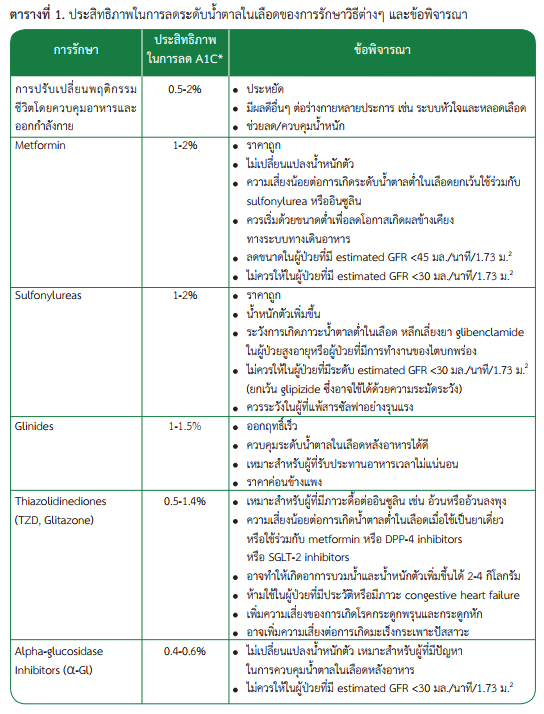 ตารางที่ 1. ประสิทธิภาพในการลดระดับน้ำตาลในเลือดของการรักษาวิธีต่างๆ และข้อพิจารณา
การรักษา
ประสิทธิภาพ
ในการลด A1C*
ข้อพิจารณา
การปรับเปลี่ยนพฤติกรรม
ชีวิตโดยควบคุมอาหารและ
ออกกำลังกาย
0.5-2%
• ประหยัด
• มีผลดีอื่นๆ ต่อร่างกายหลายประการ เช่น ระบบหัวใจและหลอดเลือด
• ช่วยลด/ควบคุมน้ำหนัก
Metformin
1-2%
• ราคาถูก
• ไม่เปลี่ยนแปลงน้ำหนักตัว
• ความเสี่ยงน้อยต่อการเกิดระดับน้ำตาลต่ำในเลือดยกเว้นใช้ร่วมกับ
sulfonylurea หรืออินซูลิน
• ควรเริ่มด้วยขนาดต่ำเพื่อลดโอกาสเกิดผลข้างเคียง
ทางระบบทางเดินอาหาร
• ลดขนาดในผู้ป่วยที่มี estimated GFR <45 มล./นาที/1.73 ม.²
• ไม่ควรให้ในผู้ป่วยที่มี estimated GFR <30 มล./นาที/1.73 ม.²
Sulfonylureas
1-2%
• ราคาถูก
• น้ำหนักตัวเพิ่มขึ้น
• ระวังการเกิดภาวะน้ำตาลต่ำในเลือด หลีกเลี่ยงยา glibenclamide
ในผู้ป่วยสูงอายุหรือผู้ป่วยที่มีการทำงานของไตบกพร่อง
• ไม่ควรให้ในผู้ป่วยที่มีระดับ estimated GFR <30 มล./นาที/1.73 ม.²
(ยกเว้น glipizide ซึ่งอาจใช้ได้ด้วยความระมัดระวัง)
• ควรระวังในผู้ที่แพ้สารซัลฟาอย่างรุนแรง
Glinides
1-1.5%
• ออกฤทธิ์เร็ว
• ควบคุมระดับน้ำตาลในเลือดหลังอาหารได้ดี
• เหมาะสำหรับผู้ที่รับประทานอาหารเวลาไม่แน่นอน
• ราคาค่อนข้างแพง
Thiazolidinediones
(TZD, Glitazone)
0.5-1.4%
• เหมาะสำหรับผู้ที่มีภาวะดื้อต่ออินซูลิน เช่น อ้วนหรืออ้วนลงพุง
• ความเสี่ยงน้อยต่อการเกิดน้ำตาลต่ำในเลือดเมื่อใช้เป็นยาเดี่ยว
หรือใช้ร่วมกับ metformin หรือ DPP-4 inhibitors
หรือ SGLT-2 inhibitors
• อาจทำให้เกิดอาการบวมน้ำและน้ำหนักตัวเพิ่มขึ้นได้ 2-4 กิโลกรัม
• ห้ามใช้ในผู้ป่วยที่มีประวัติหรือมีภาวะ congestive heart failure
• เพิ่มความเสี่ยงของการเกิดโรคกระดูกพรุนและกระดูกหัก
• อาจเพิ่มความเสี่ยงต่อการเกิดมะเร็งกระเพาะปัสสาวะ
Alpha-glucosidase
Inhibitors (α-GI)
0.4-0.6%
• ไม่เปลี่ยนแปลงน้ำหนักตัว เหมาะสำหรับผู้ที่มีปัญหา
ในการควบคุมน้ำตาลในเลือดหลังอาหาร
• ไม่ควรให้ในผู้ป่วยที่มี estimated GFR <30 มล./นาที/1.73 ม.²